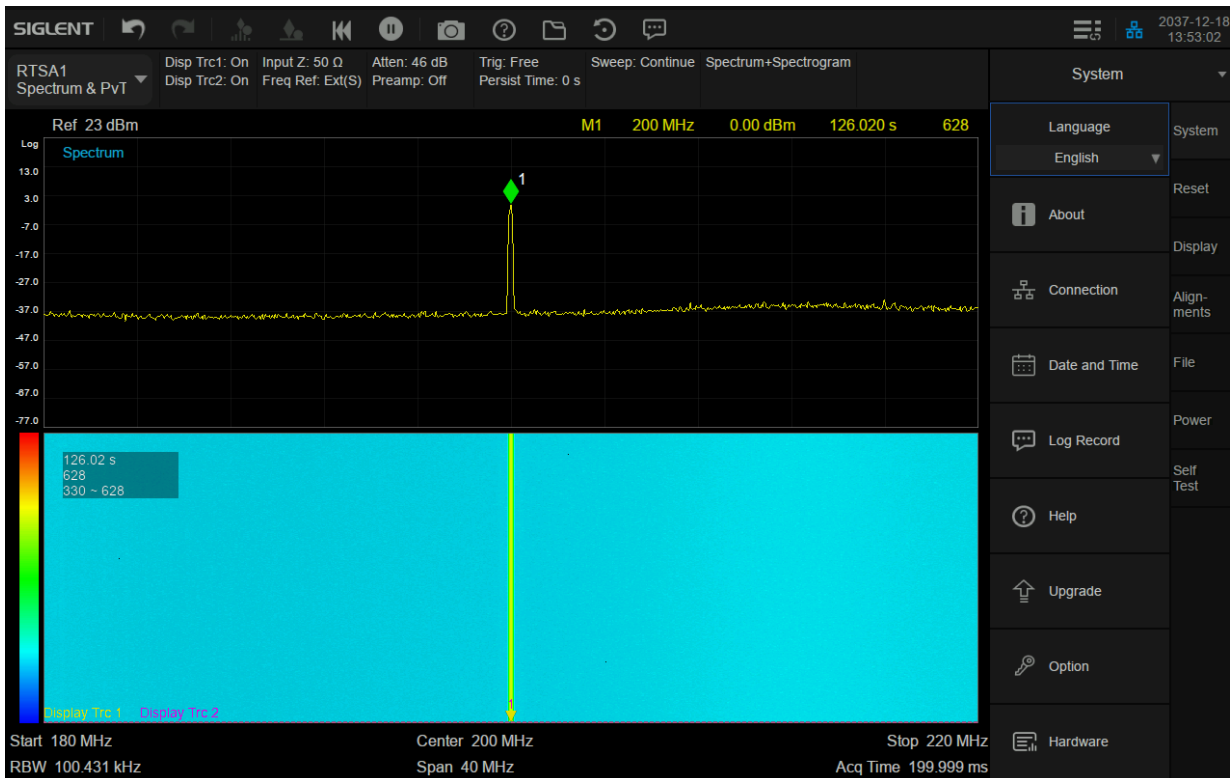 SIGLENT
2037-12-18
13:53:02
RTSA1
Spectrum & PvT
Disp Trc1: On
Disp Trc2: On
Input Z: 50 Ω
Freq Ref: Ext(S)
Atten: 46 dB
Preamp: Off
Trig: Free
Persist Time: 0 s
Sweep: Continue
Spectrum+Spectrogram
Ref 23 dBm
M1 200 MHz 0.00 dBm 126.020 s 628
Log
Spectrum
1
13.0
3.0
-7.0
-17.0
-27.0
-37.0
-47.0
-57.0
-67.0
-77.0
126.02 s
628
330 ~ 628
1
Display Trc 1 Display Trc 2
Start 180 MHz Center 200 MHz Stop 220 MHz
RBW 100.431 kHz Span 40 MHz Acq Time 199.999 ms
System
Language
English
About
Connection
Date and Time
Log Record
Help
Upgrade
Option
Hardware
System
Reset
Display
Align-
ments
File
Power
Self
Test